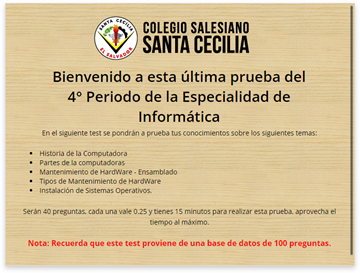 SANTA CECILIA
EL SALVADOR
COLEGIO SALESIANO
SANTA CECILIA
Bienvenido a esta última prueba del
4° Periodo de la Especialidad de
Informática
En el siguiente test se pondrán a prueba tus conocimientos sobre los siguientes temas:
Historia de la Computadora
Partes de la computadoras
Mantenimiento de HardWare - Ensamblado
Tipos de Mantenimiento de HardWare
Instalación de Sistemas Operativos.
Serán 40 preguntas, cada una vale 0.25 y tienes 15 minutos para realizar esta prueba, aprovecha el
tiempo al máximo.
Nota: Recuerda que este test proviene de una base de datos de 100 preguntas.